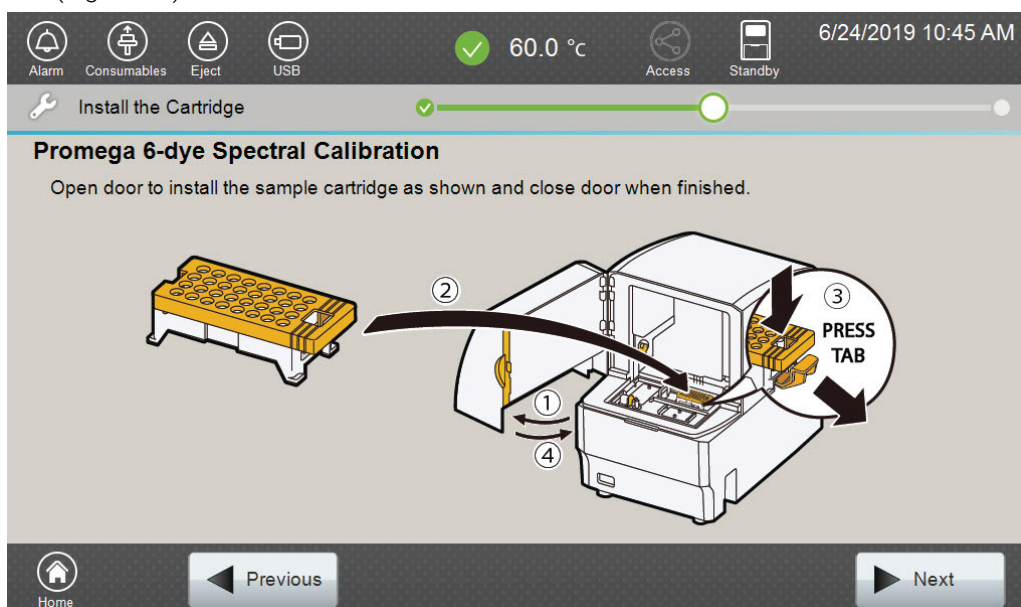 6/24/2019 10:45 AM
60.0 °c
Alarm Consumables Eject USB Access Standby
Install the Cartridge
Promega 6-dye Spectral Calibration
Open door to install the sample cartridge as shown and close door when finished.
②
③
PRESS
TAB
①
④
Previous Next
Home